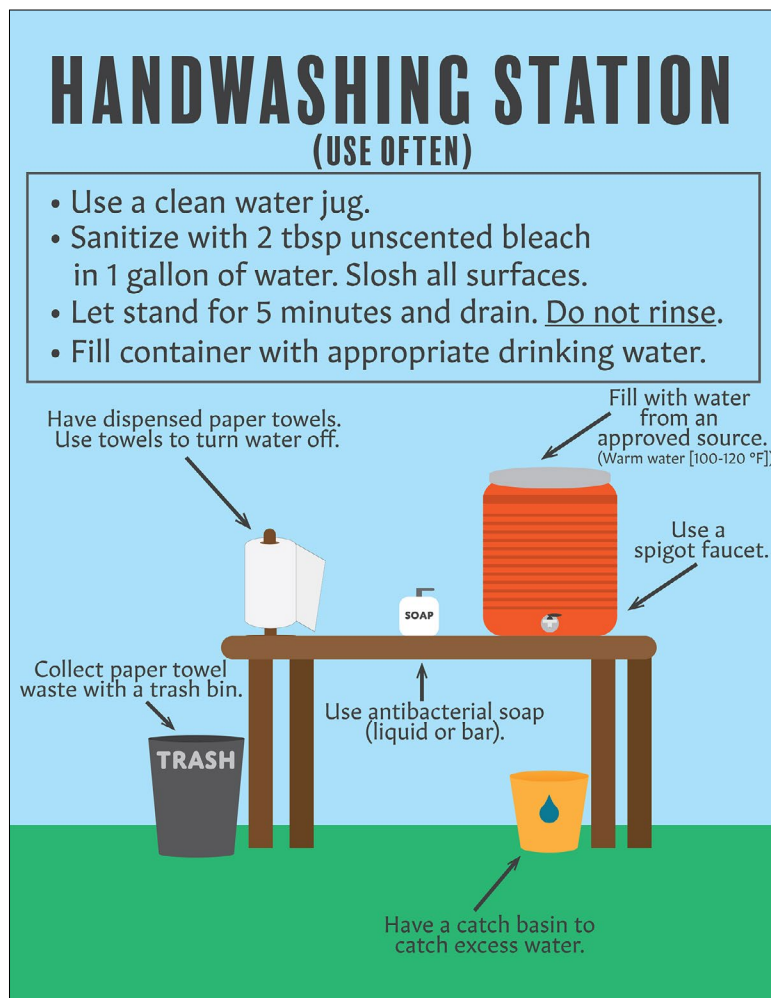 HANDWASHING STATION
(USE OFTEN)
• Use a clean water jug.
• Sanitize with 2 tbsp unscented bleach
in 1 gallon of water. Slosh all surfaces.
• Let stand for 5 minutes and drain. Do not rinse.
• Fill container with appropriate drinking water.
Have dispensed paper towels.
Use towels to turn water off.
Fill with water
from an
approved source.
(Warm water [100-120 °F])
Use a
spigot faucet.
SOAP
Collect paper towel
waste with a trash bin.
Use antibacterial soap
(liquid or bar).
TRASH
Have a catch basin to
catch excess water.